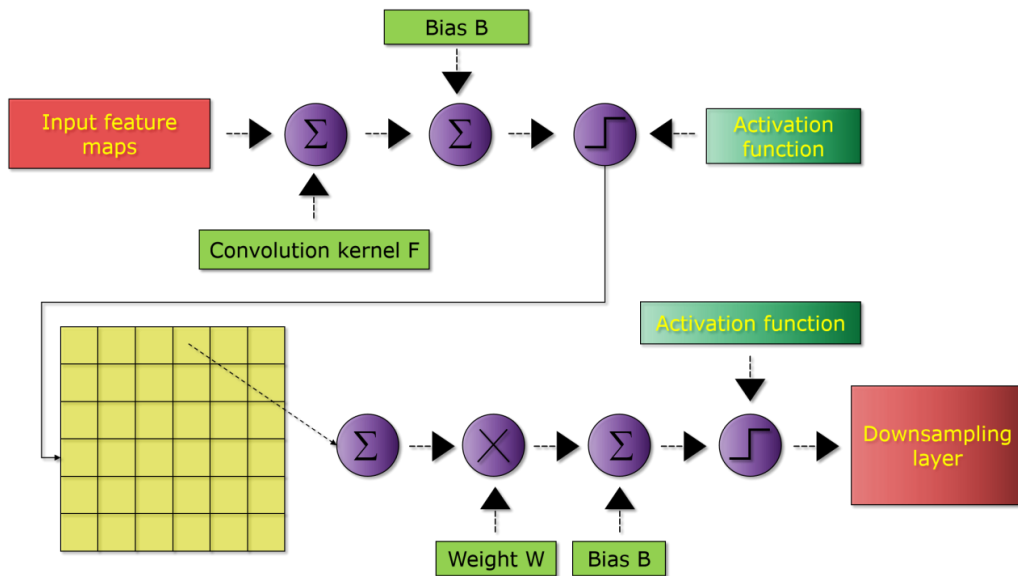 Bias B
Input feature
maps
Σ
Σ
Activation
function
Convolution kernel F
Activation function
Σ
Σ
Downsampling
layer
Weight W
Bias B